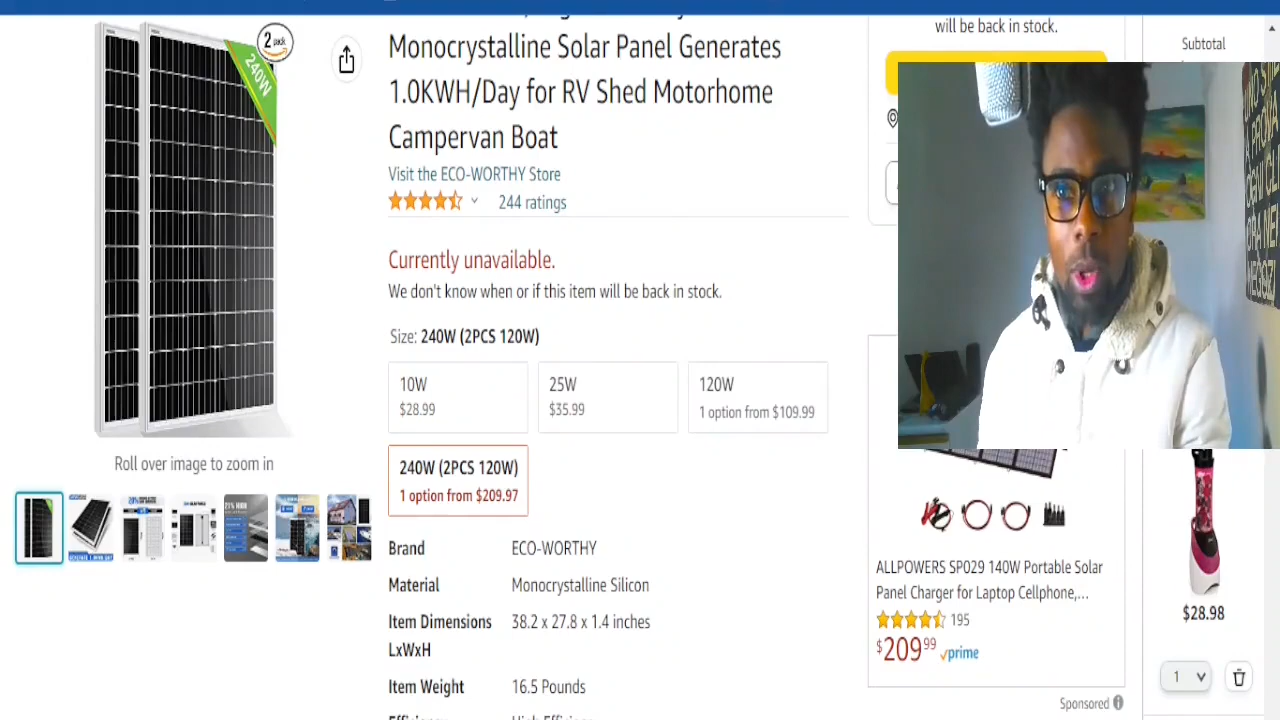 2 pack
240W
Monocrystalline Solar Panel Generates
1.0KWH/Day for RV Shed Motorhome
Campervan Boat
Visit the ECO-WORTHY Store
244 ratings
Currently unavailable.
We don't know when or if this item will be back in stock.
Size: 240W (2PCS 120W)
10W
$28.99
25W
$35.99
120W
1 option from $109.99
240W (2PCS 120W)
1 option from $209.97
Roll over image to zoom in
Brand ECO-WORTHY
Material Monocrystalline Silicon
Item Dimensions 38.2 x 27.8 x 1.4 inches
LxWxH
Item Weight 16.5 Pounds
will be back in stock.
ALLPOWERS SP029 140W Portable Solar
Panel Charger for Laptop Cellphone,...
195
$209 99 prime
Sponsored
Subtotal
$28.98
1